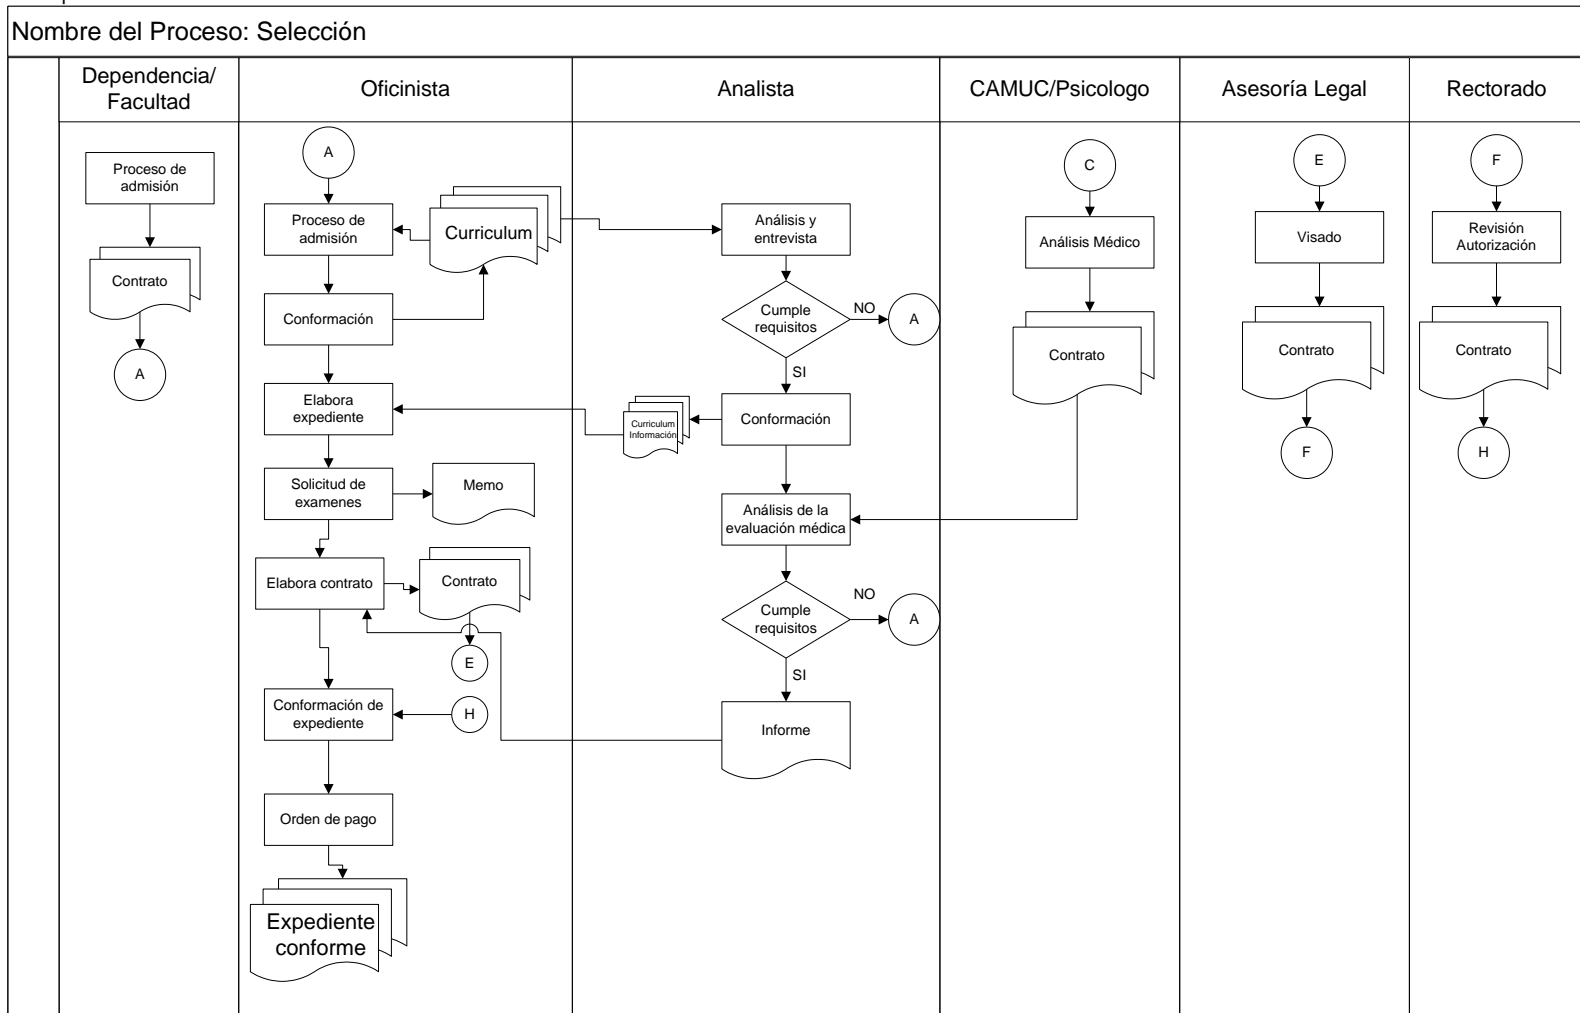 Nombre del Proceso: Selección
Dependencia/
Facultad
Oficinista
Analista
CAMUC/Psicologo
Asesoría Legal
Rectorado
Proceso de
admisión
Contrato
A
A
Proceso de
admisión
Curriculum
Conformación
Elabora
expediente
Solicitud de
examenes
Memo
Elabora contrato
Contrato
E
Conformación de
expediente
H
Orden de pago
Expediente
conforme
Análisis y
entrevista
Cumple
requisitos
NO
A
SI
Conformación
Curriculum
Información
Análisis de la
evaluación médica
Cumple
requisitos
NO
A
SI
Informe
C
Análisis Médico
Contrato
E
Visado
Contrato
F
F
Revisión
Autorización
Contrato
H